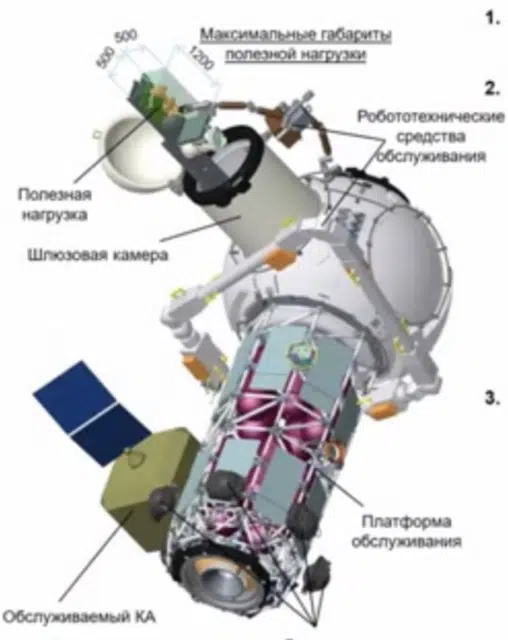 1.
Максимальные габариты
полезной нагрузки
500
500
1200
2.
Робототехнические
средства
обслуживания
Полезная
нагрузка
Шлюзовая камера
3.
Платформа
обслуживания
Обслуживаемый КА